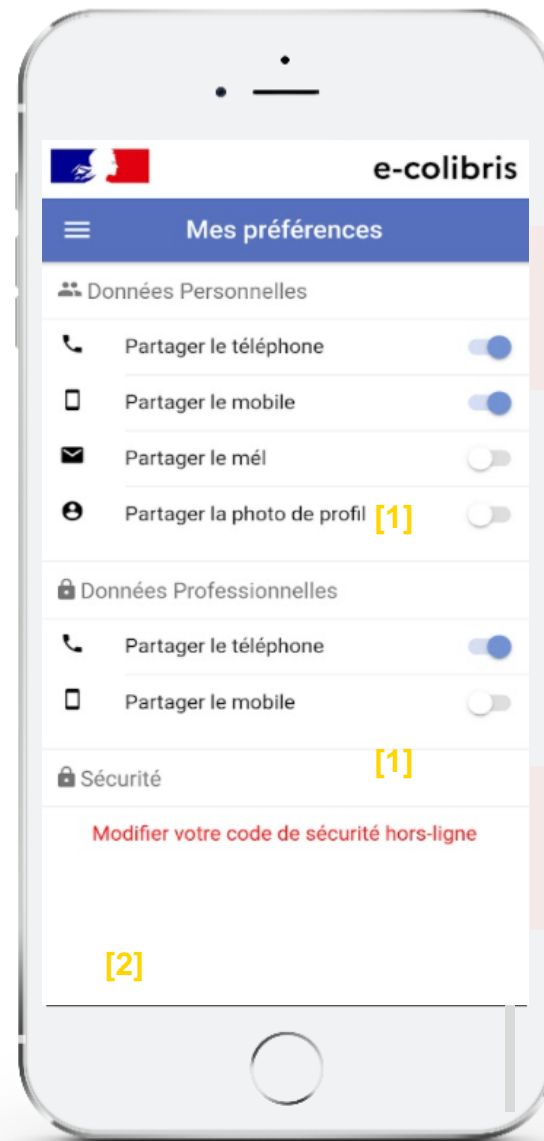 e-colibris
Mes préférences
Données Personnelles
Partager le téléphone
Partager le mobile
Partager le mél
Partager la photo de profil [1]
Données Professionnelles
Partager le téléphone
Partager le mobile
[1]
Sécurité
Modifier votre code de sécurité hors-ligne
[2]